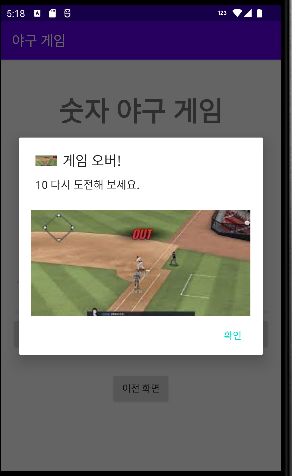 5:18
123
야구 게임
숫자 야구 게임
게임 오버!
10 다시 도전해 보세요.
OUT
확인
이전 화면